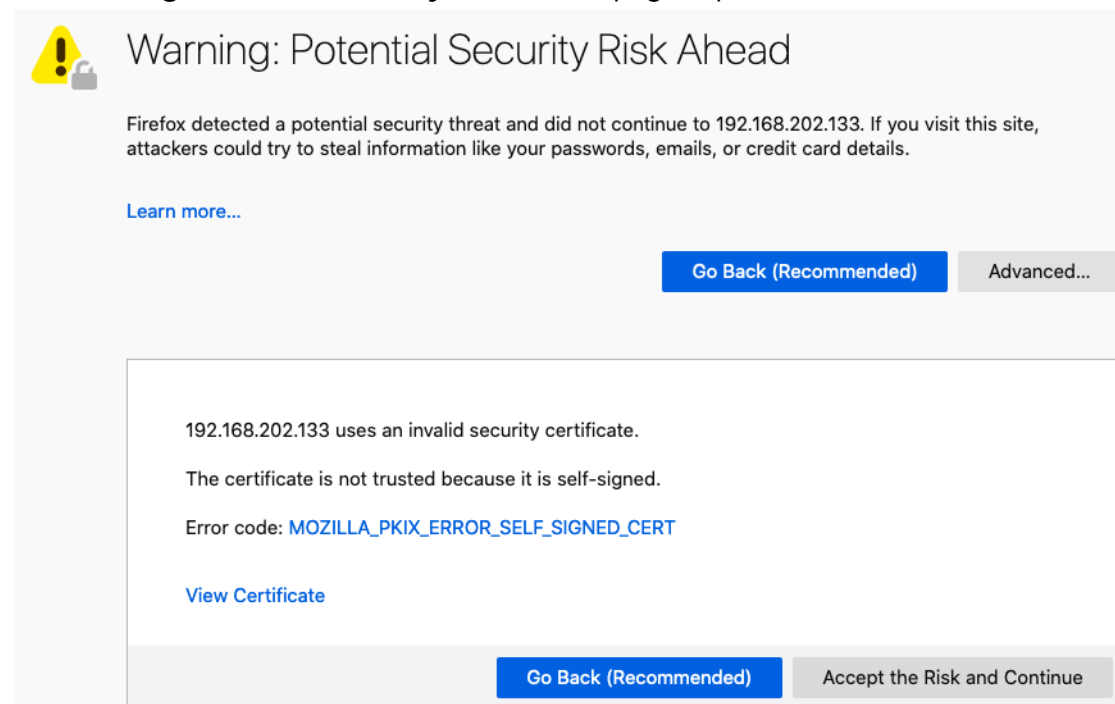 Warning: Potential Security Risk Ahead
Firefox detected a potential security threat and did not continue to 192.168.202.133. If you visit this site,
attackers could try to steal information like your passwords, emails, or credit card details.
Learn more...
Go Back (Recommended)
Advanced...
192.168.202.133 uses an invalid security certificate.
The certificate is not trusted because it is self-signed.
Error code: MOZILLA_PKIX_ERROR_SELF_SIGNED_CERT
View Certificate
Go Back (Recommended)
Accept the Risk and Continue